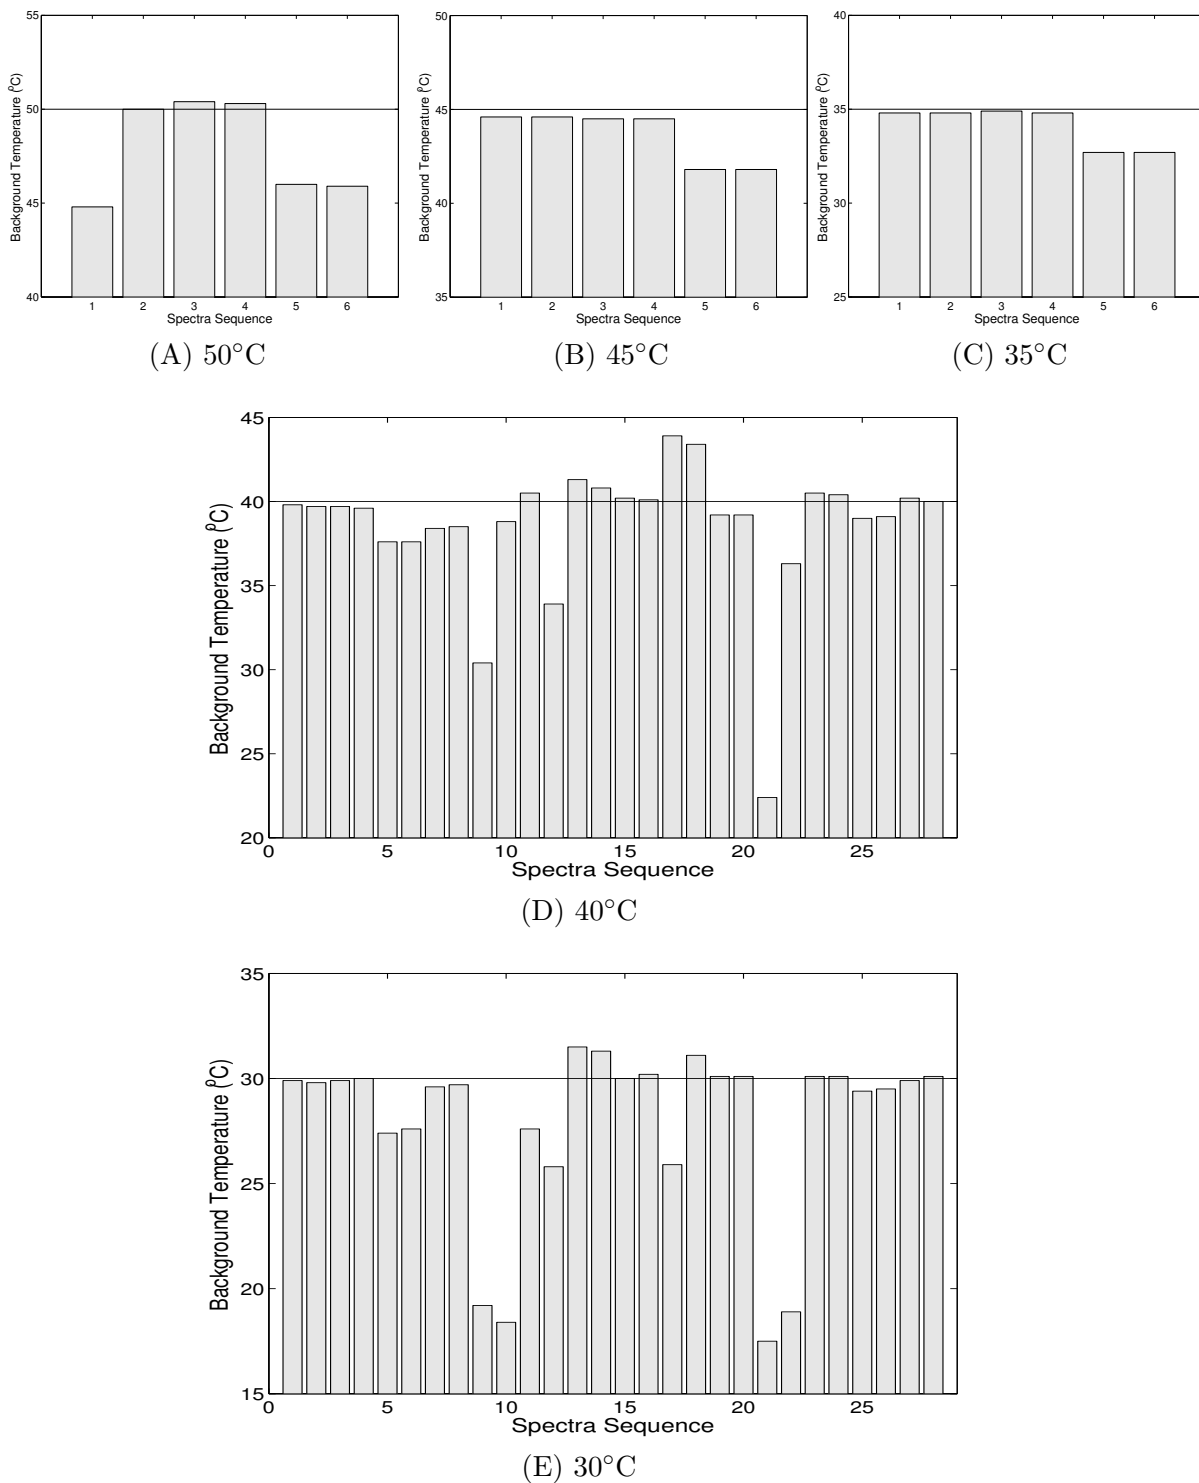 55
50
45
40
Background Temperature (⁰C)
1 2 3 4 5 6
Spectra Sequence
(A) 50°C
50
45
40
35
Background Temperature (⁰C)
1 2 3 4 5 6
Spectra Sequence
(B) 45°C
40
35
30
25
Background Temperature (⁰C)
1 2 3 4 5 6
Spectra Sequence
(C) 35°C
45
40
35
30
25
20
Background Temperature (⁰C)
0 5 10 15 20 25
Spectra Sequence
(D) 40°C
35
30
25
20
15
Background Temperature (⁰C)
0 5 10 15 20 25
Spectra Sequence
(E) 30°C